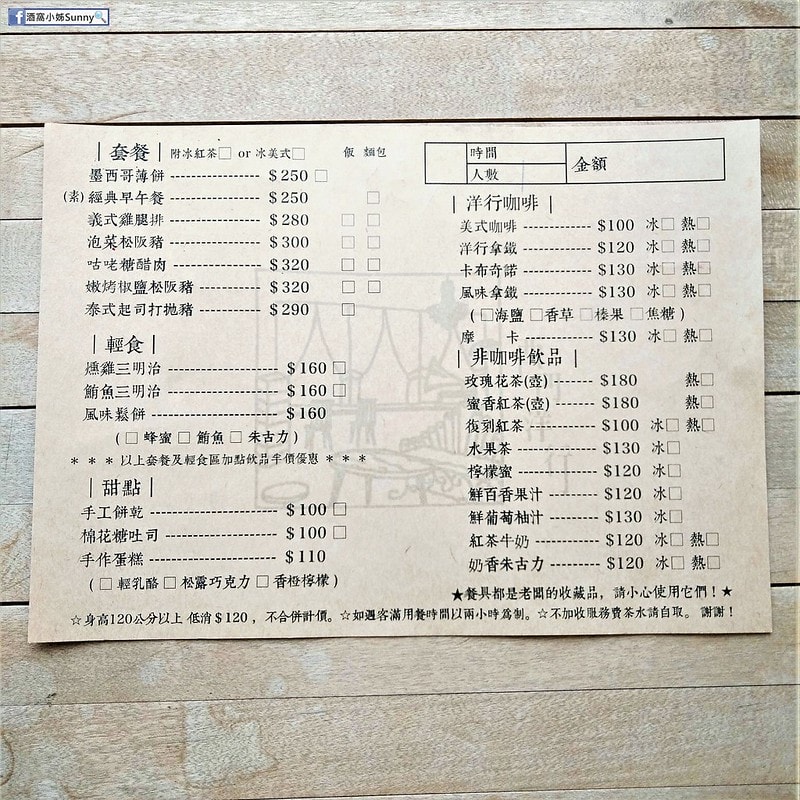 酒窩小姊Sunny
| 套餐 | 附冰紅茶□ or 冰美式□ 飯 麵包
墨西哥薄餅 ---------------- $250 □
(素) 經典早午餐 ---------------- $250 □
義式雞腿排 ---------------- $280 □ □
泡菜松阪豬 ---------------- $300 □ □
咕咾糖醋肉 ---------------- $320 □ □
嫩烤椒鹽松阪豬 ----------- $320 □ □
泰式起司打拋豬 ----------- $290 □
| 輕食 |
燻雞三明治 -------------------- $160 □
鮪魚三明治 -------------------- $160 □
風味鬆餅 ----------------------- $160
( □ 蜂蜜 □ 鮪魚 □ 朱古力 )
＊＊＊以上套餐及輕食區加點飲品半價優惠＊＊＊
| 甜點 |
手工餅乾 ----------------------- $100 □
棉花糖吐司 -------------------- $100 □
手作蛋糕 ----------------------- $110
( □ 輕乳酪 □ 松露巧克力 □ 香橙檸檬 )
時間
人數
金額
| 洋行咖啡 |
美式咖啡 ------------ $100 冰□ 熱□
洋行拿鐵 ------------ $120 冰□ 熱□
卡布奇諾 ------------ $130 冰□ 熱□
風味拿鐵 ------------ $130 冰□ 熱□
( □海鹽 □香草 □榛果 □焦糖 )
摩 卡 ------------ $130 冰□ 熱□
| 非咖啡飲品 |
玫瑰花茶(壺) ------- $180 熱□
蜜香紅茶(壺) ------- $180 熱□
復刻紅茶 ------------ $100 冰□ 熱□
水果茶 --------------- $130 冰□
檸檬蜜 --------------- $120 冰□
鮮百香果汁 ---------- $120 冰□
鮮葡萄柚汁 ---------- $130 冰□
紅茶牛奶 ------------- $120 冰□ 熱□
奶香朱古力 ---------- $120 冰□ 熱□
★餐具都是老闆的收藏品，請小心使用它們！★
☆身高120公分以上 低消$120，不合併計價。☆如遇客滿用餐時間以兩小時為制。☆不加收服務費茶水請自取。 謝謝！